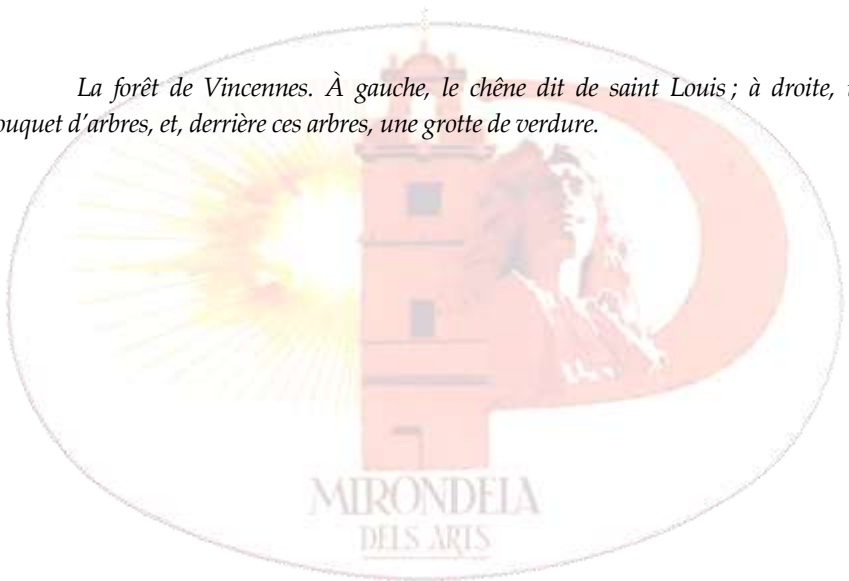 La forêt de Vincennes. À gauche, le chêne dit de saint Louis ; à droite,
d'arbres, et, derrière ces arbres, une grotte de verdure.
MIRONDELA
DELS ARTS